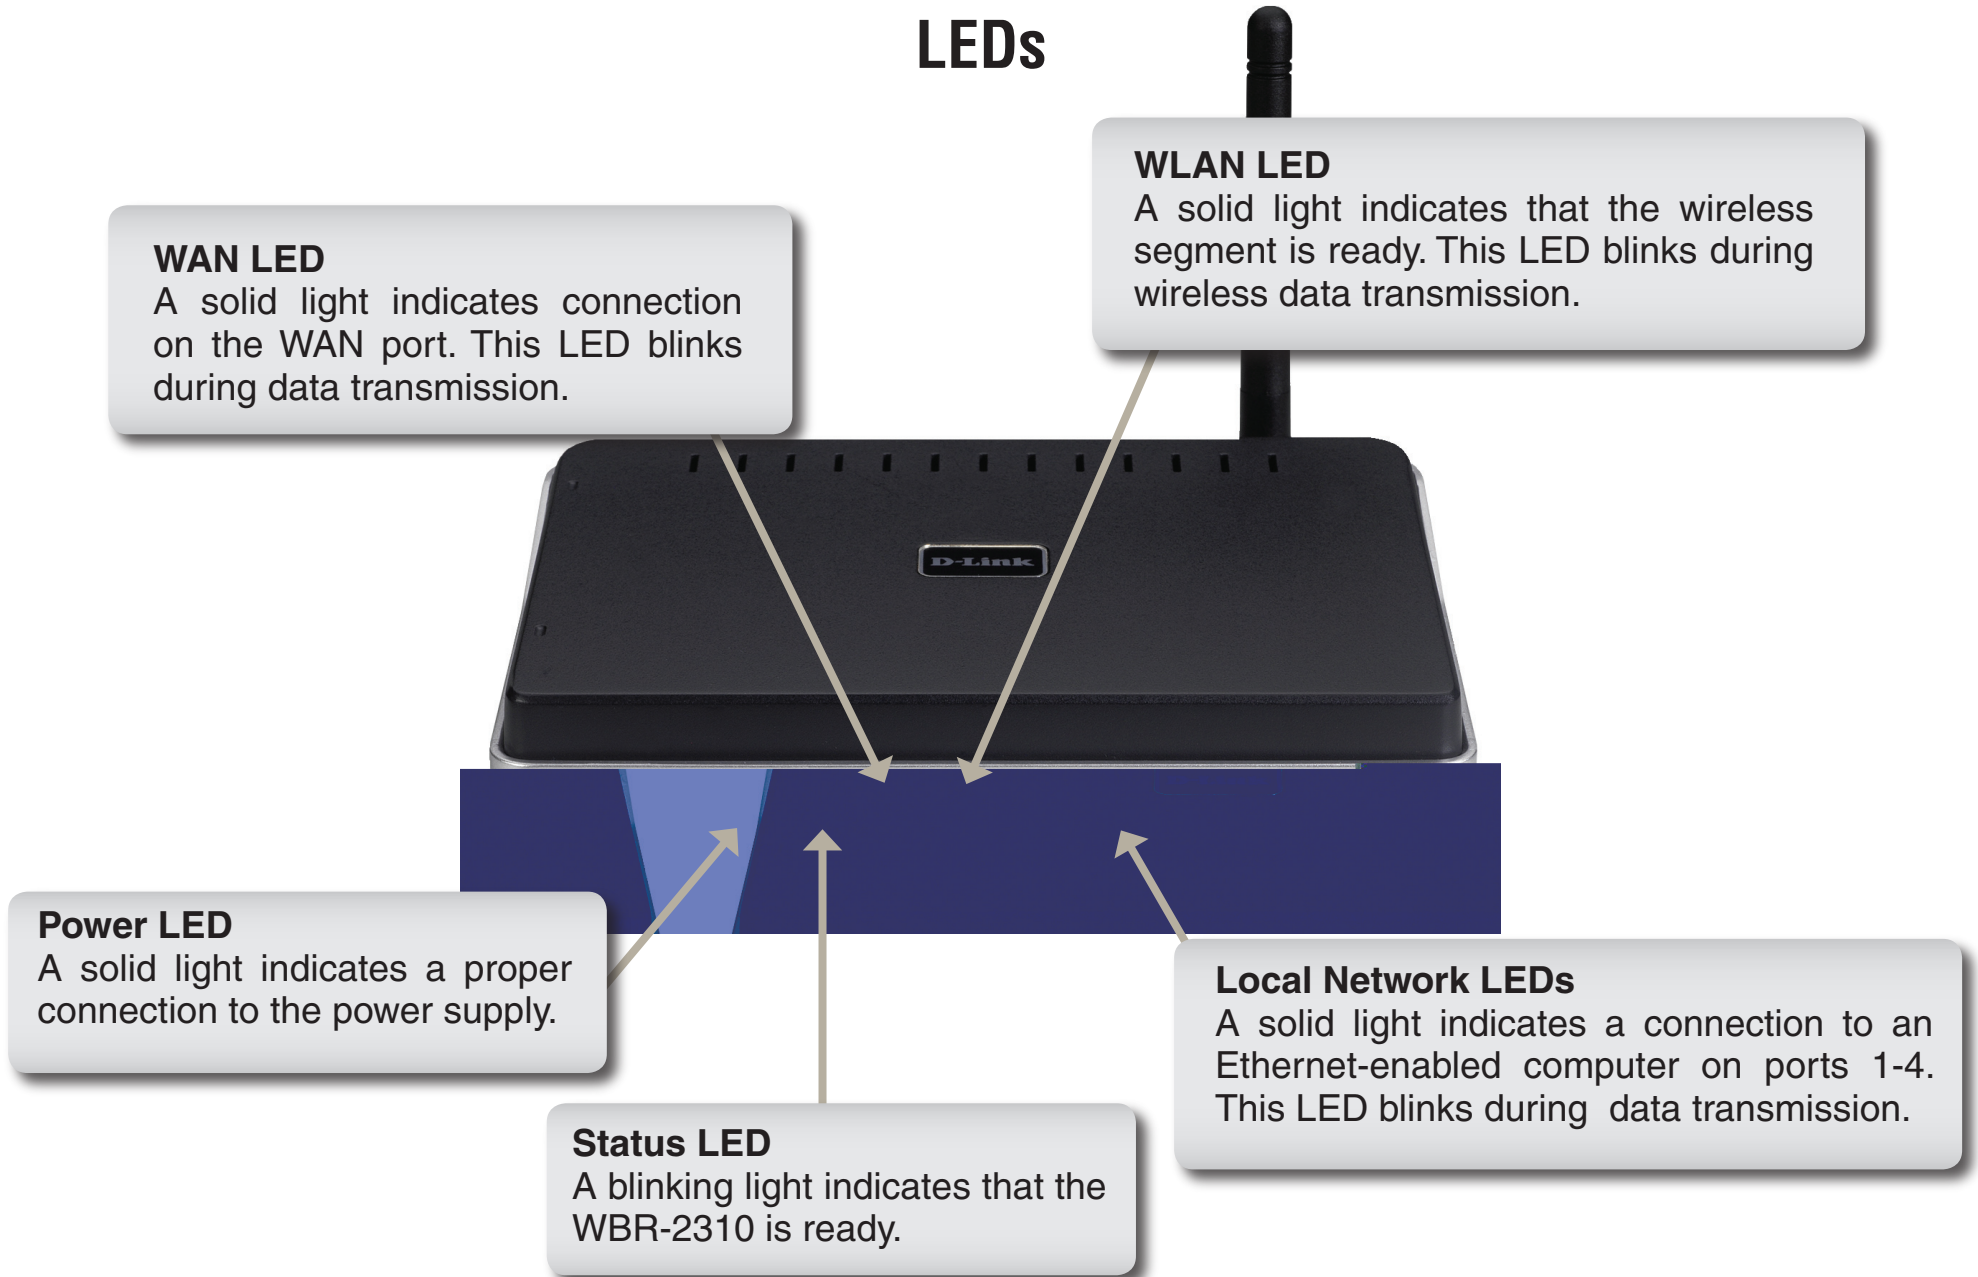 LEDs
WLAN LED
A solid light indicates that the wireless
segment is ready. This LED blinks during
wireless data transmission.
WAN LED
A solid light indicates connection
on the WAN port. This LED blinks
during data transmission.
D-Link
Power LED
A solid light indicates a proper
connection to the power supply.
Local Network LEDs
A solid light indicates a connection to an
Ethernet-enabled computer on ports 1-4.
This LED blinks during data transmission.
Status LED
A blinking light indicates that the
WBR-2310 is ready.